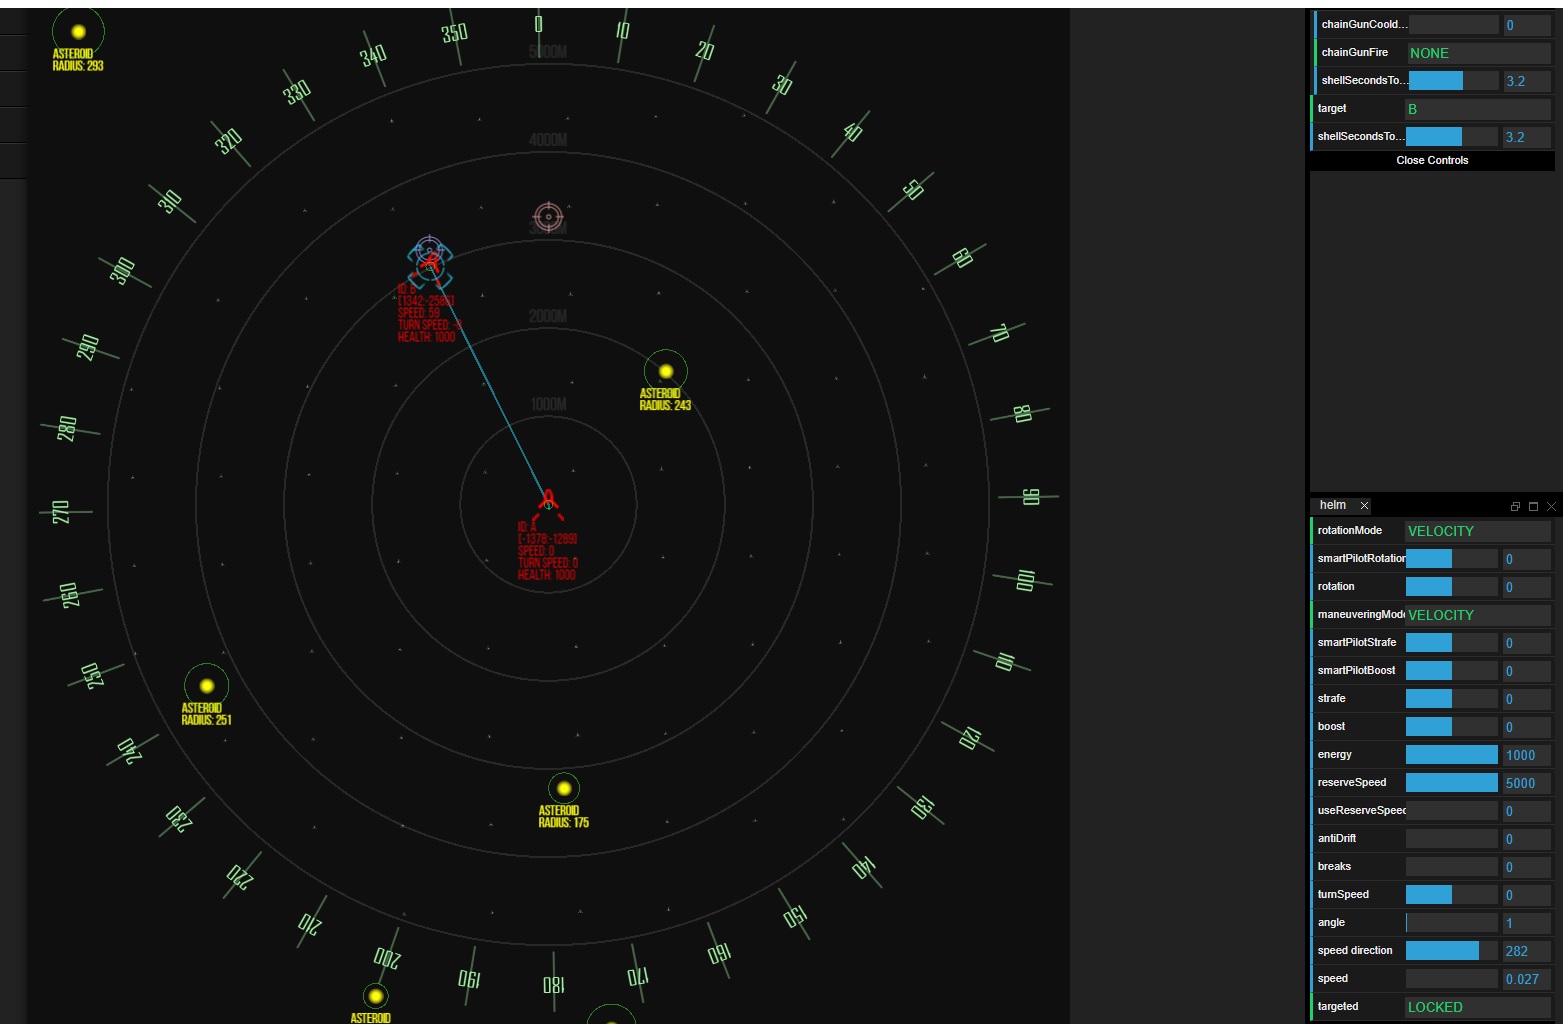 ASTEROID
RADIUS: 293
340
350
0
10
20
30
40
50
60
70
80
90
100
110
120
130
140
150
160
170
180
190
200
210
220
230
240
250
260
270
280
290
300
310
320
330
5000M
4000M
2000M
1000M
ID: B
SPEED: 59
TURN SPEED:
HEALTH: 1000
ASTEROID
RADIUS: 243
ID: A
[-1378:-1289]
SPEED: 0
TURN SPEED: 0
HEALTH: 1000
ASTEROID
RADIUS: 251
ASTEROID
RADIUS: 175
ASTEROID
chainGunCoold... 0
chainGunFire NONE
shellSecondsTo... 3.2
target B
shellSecondsTo... 3.2
Close Controls
helm
rotationMode VELOCITY
smartPilotRotation 0
rotation 0
maneuveringMode VELOCITY
smartPilotStrafe 0
smartPilotBoost 0
strafe 0
boost 0
energy 1000
reserveSpeed 5000
useReserveSpeed 0
antiDrift 0
breaks 0
turnSpeed 0
angle 1
speed direction 282
speed 0.027
targeted LOCKED